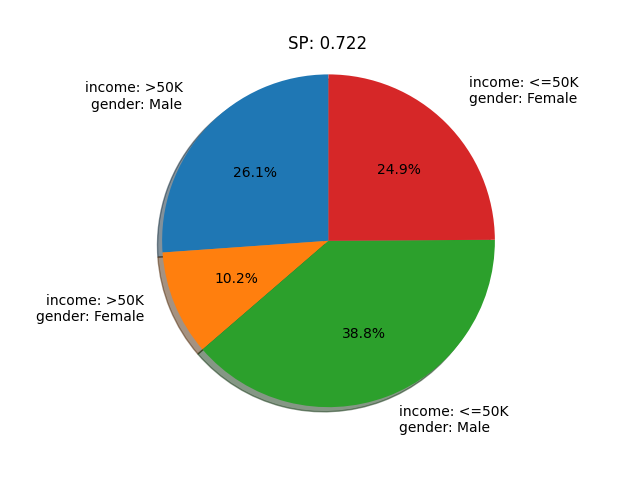 SP: 0.722
income: >50K
gender: Male
income: <=50K
gender: Female
26.1%
24.9%
10.2%
income: >50K
gender: Female
38.8%
income: <=50K
gender: Male